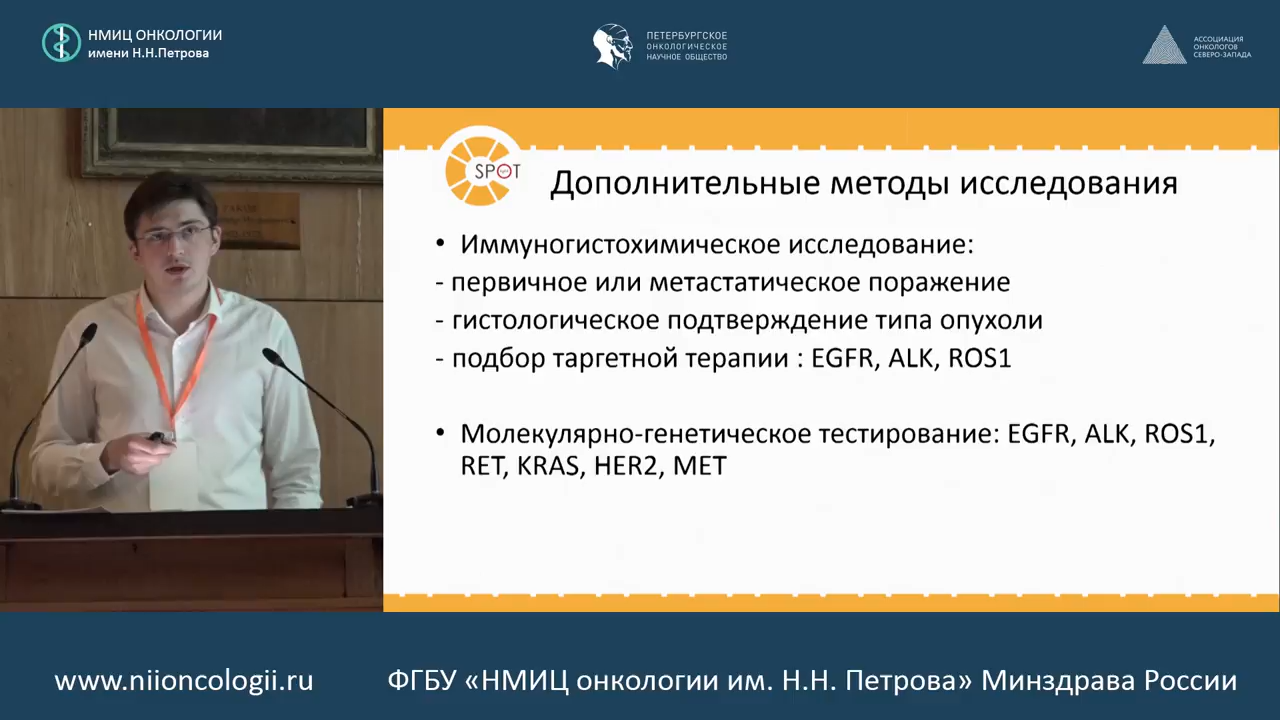 НМИЦ ОНКОЛОГИИ
имени Н.Н.Петрова
ПЕТЕРБУРГСКОЕ
ОНКОЛОГИЧЕСКОЕ
НАУЧНОЕ ОБЩЕСТВО
АССОЦИАЦИЯ
ОНКОЛОГОВ
СЕВЕРО-ЗАПАДА
SPOT
Дополнительные методы исследования
• Иммуногистохимическое исследование:
- первичное или метастатическое поражение
- гистологическое подтверждение типа опухоли
- подбор таргетной терапии : EGFR, ALK, ROS1
• Молекулярно-генетическое тестирование: EGFR, ALK, ROS1,
RET, KRAS, HER2, MET
www.niioncologii.ru
ФГБУ «НМИЦ онкологии им. Н.Н. Петрова» Минздрава России